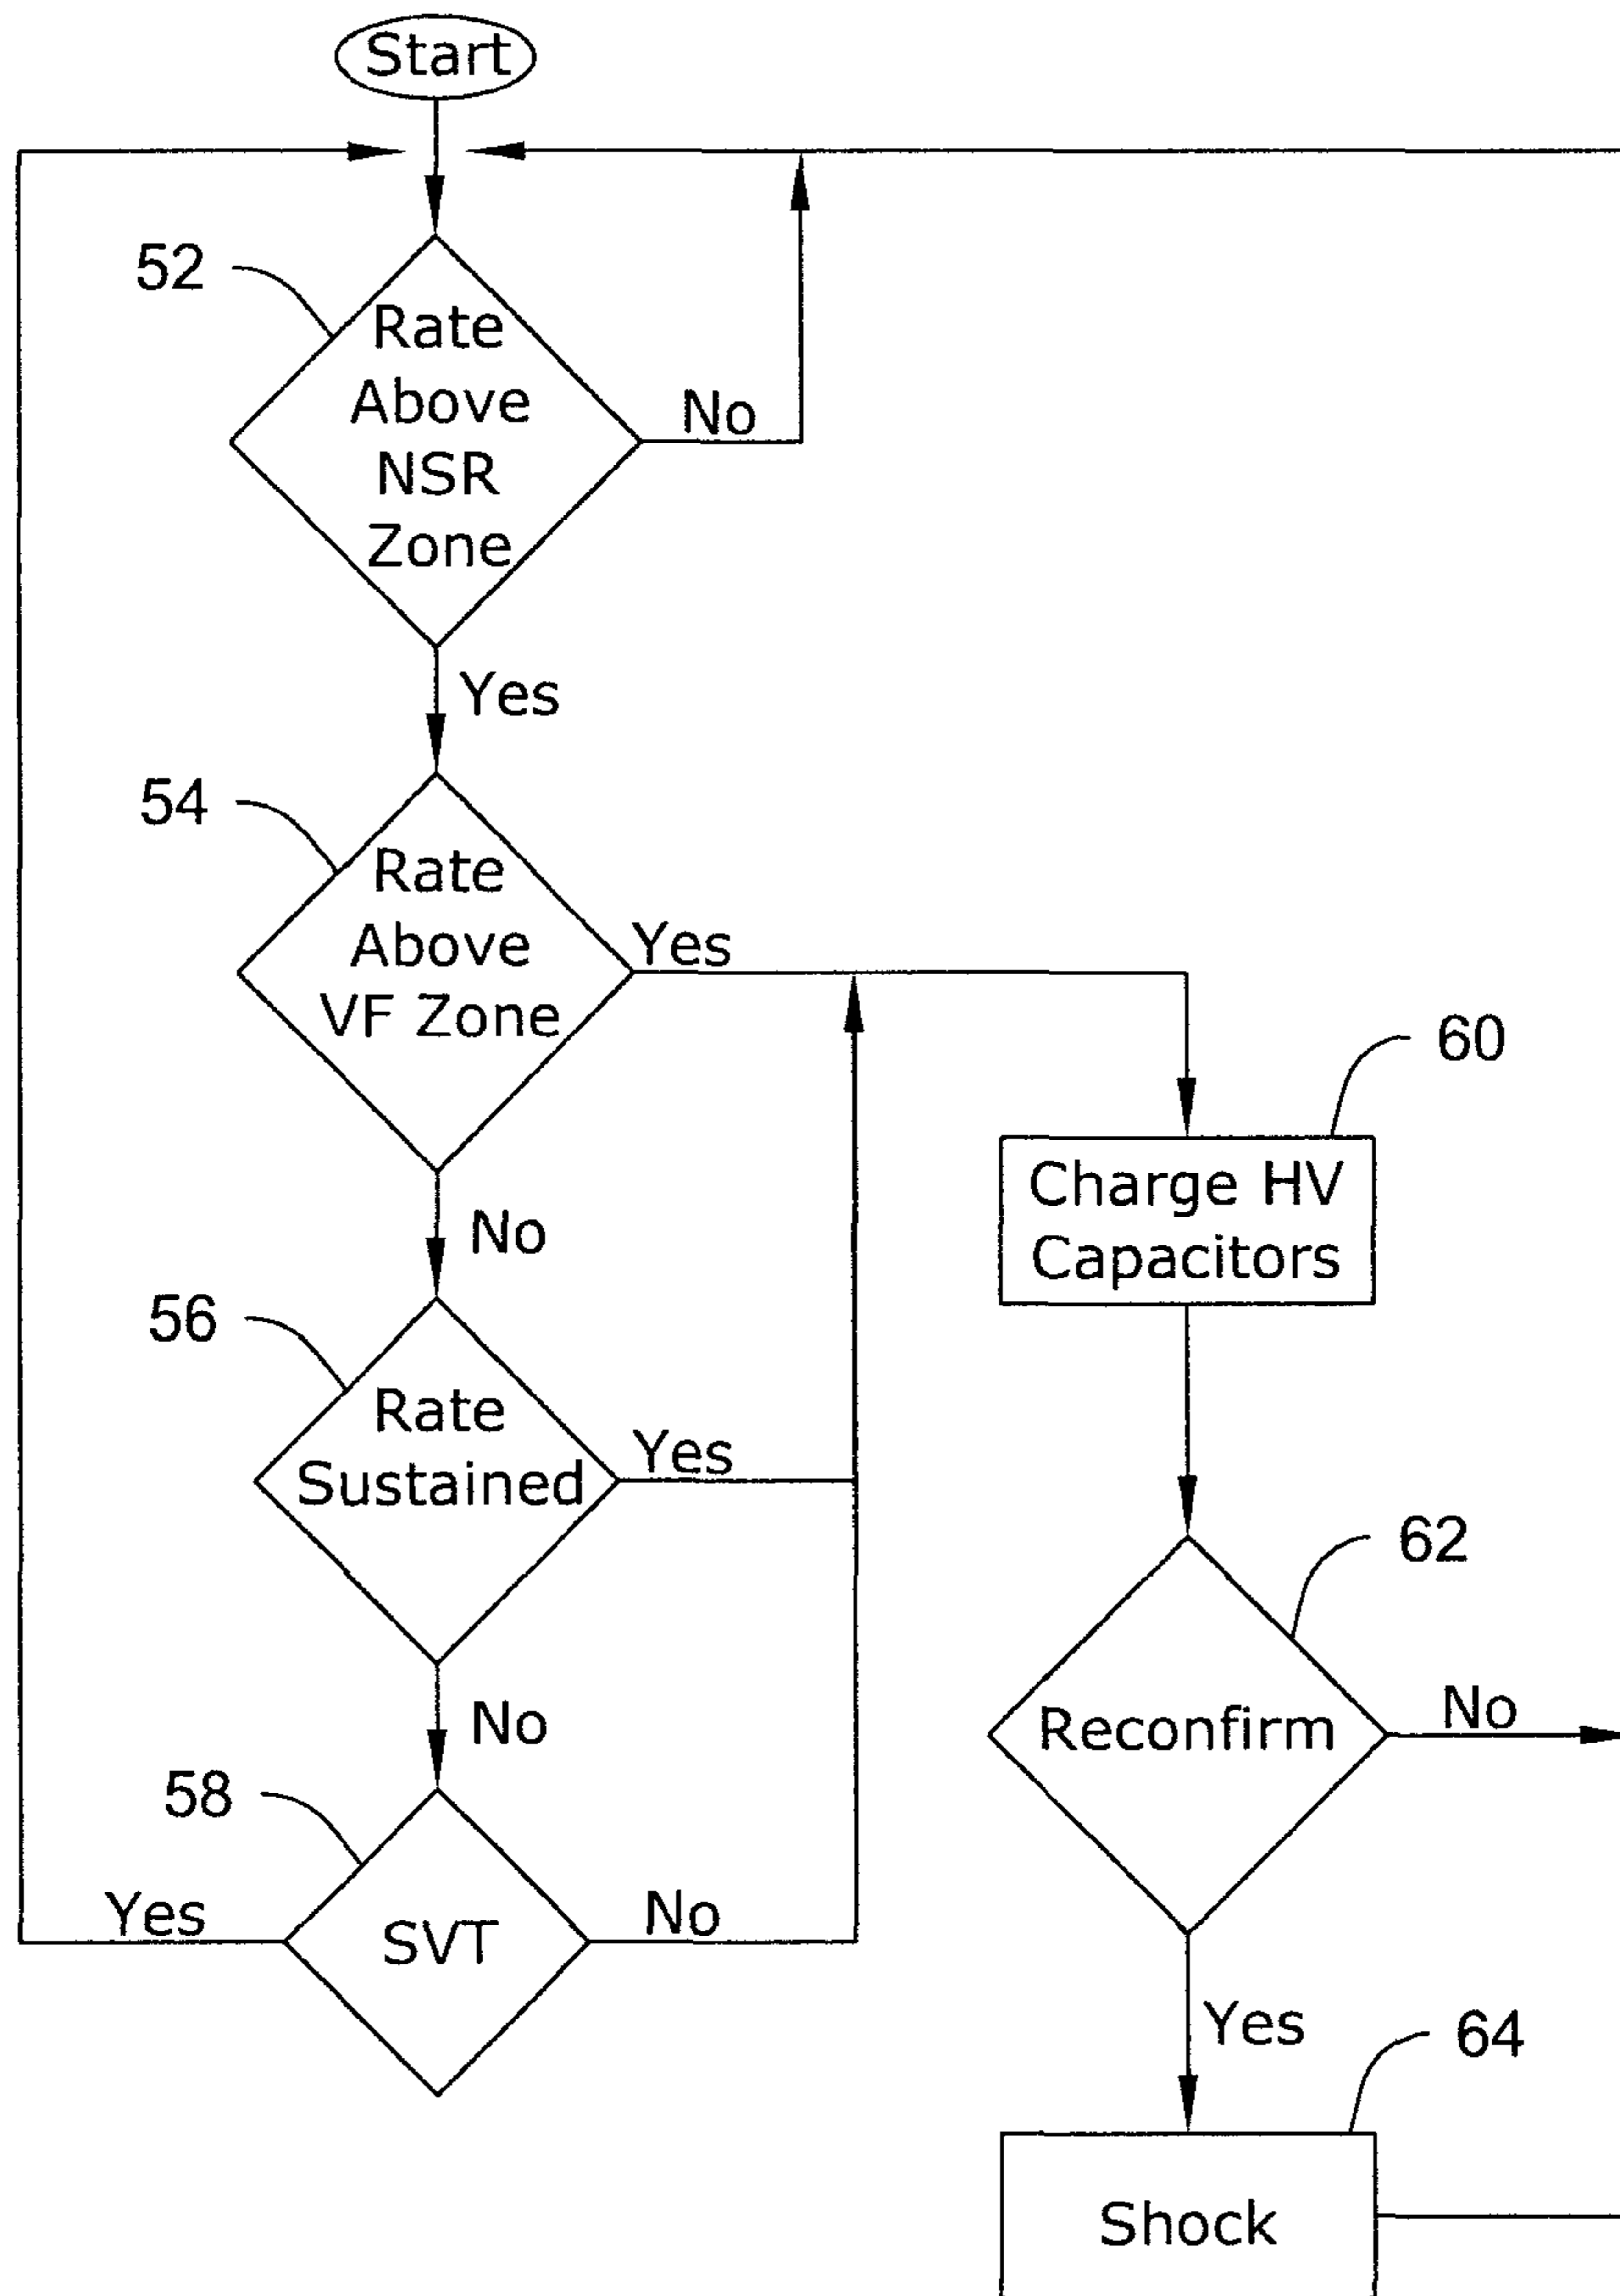 Start
52
Rate
Above
NSR
Zone
No
Yes
54
Rate
Above
VF Zone
Yes
No
56
Rate
Sustained
Yes
No
58
SVT
Yes
No
60
Charge HV
Capacitors
62
Reconfirm
No
Yes
64
Shock